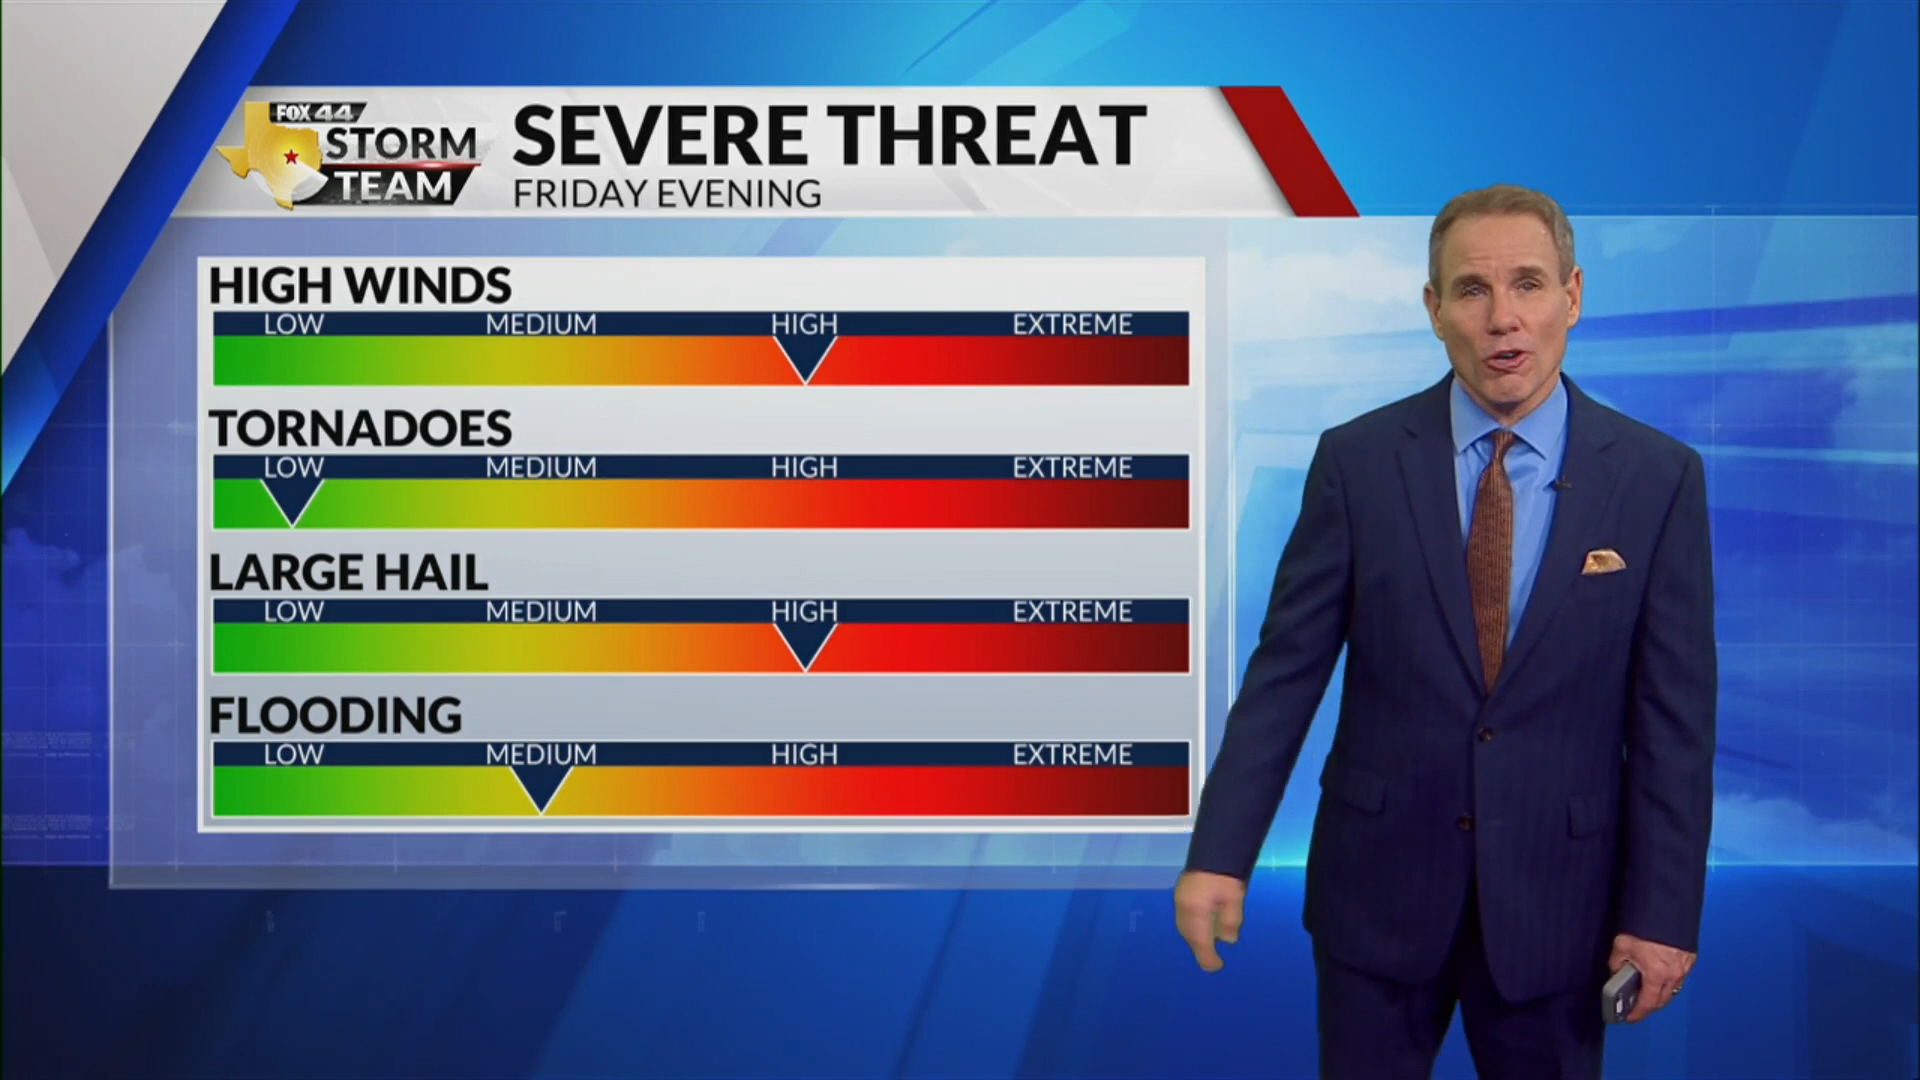 FOX 44
STORM
TEAM
SEVERE THREAT
FRIDAY EVENING
HIGH WINDS
LOW MEDIUM HIGH EXTREME
TORNADOES
LOW MEDIUM HIGH EXTREME
LARGE HAIL
LOW MEDIUM HIGH EXTREME
FLOODING
LOW MEDIUM HIGH EXTREME